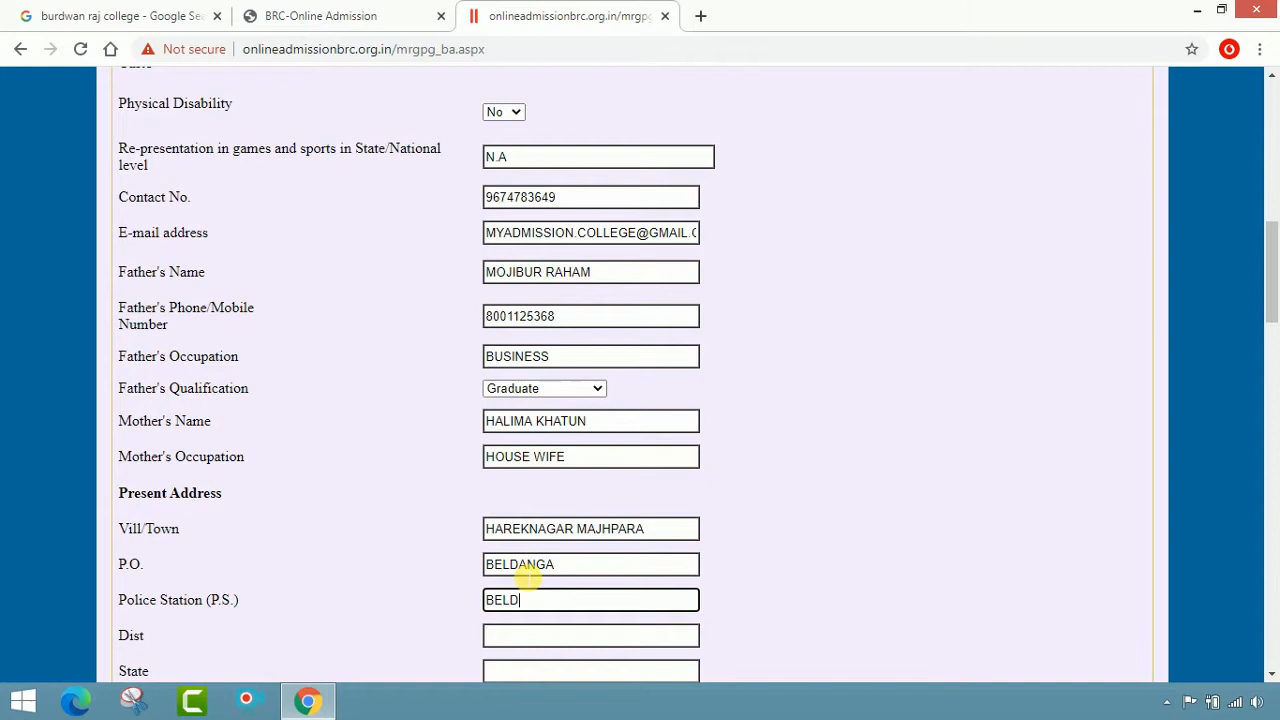 burdwan raj college - Google Se
BRC-Online Admission
onlineadmissionbrc.org.in/mrgpg
Not secure
onlineadmissionbrc.org.in/mrgpg_ba.aspx
Physical Disability
No
Re-presentation in games and sports in State/National
level
N.A
Contact No.
9674783649
E-mail address
MYADMISSION.COLLEGE@GMAIL.C
Father's Name
MOJIBUR RAHAM
Father's Phone/Mobile
Number
8001125368
Father's Occupation
BUSINESS
Father's Qualification
Graduate
Mother's Name
HALIMA KHATUN
Mother's Occupation
HOUSE WIFE
Present Address
Vill/Town
HAREKNAGAR MAJHPARA
P.O.
BELDANGA
Police Station (P.S.)
BELD
Dist
State